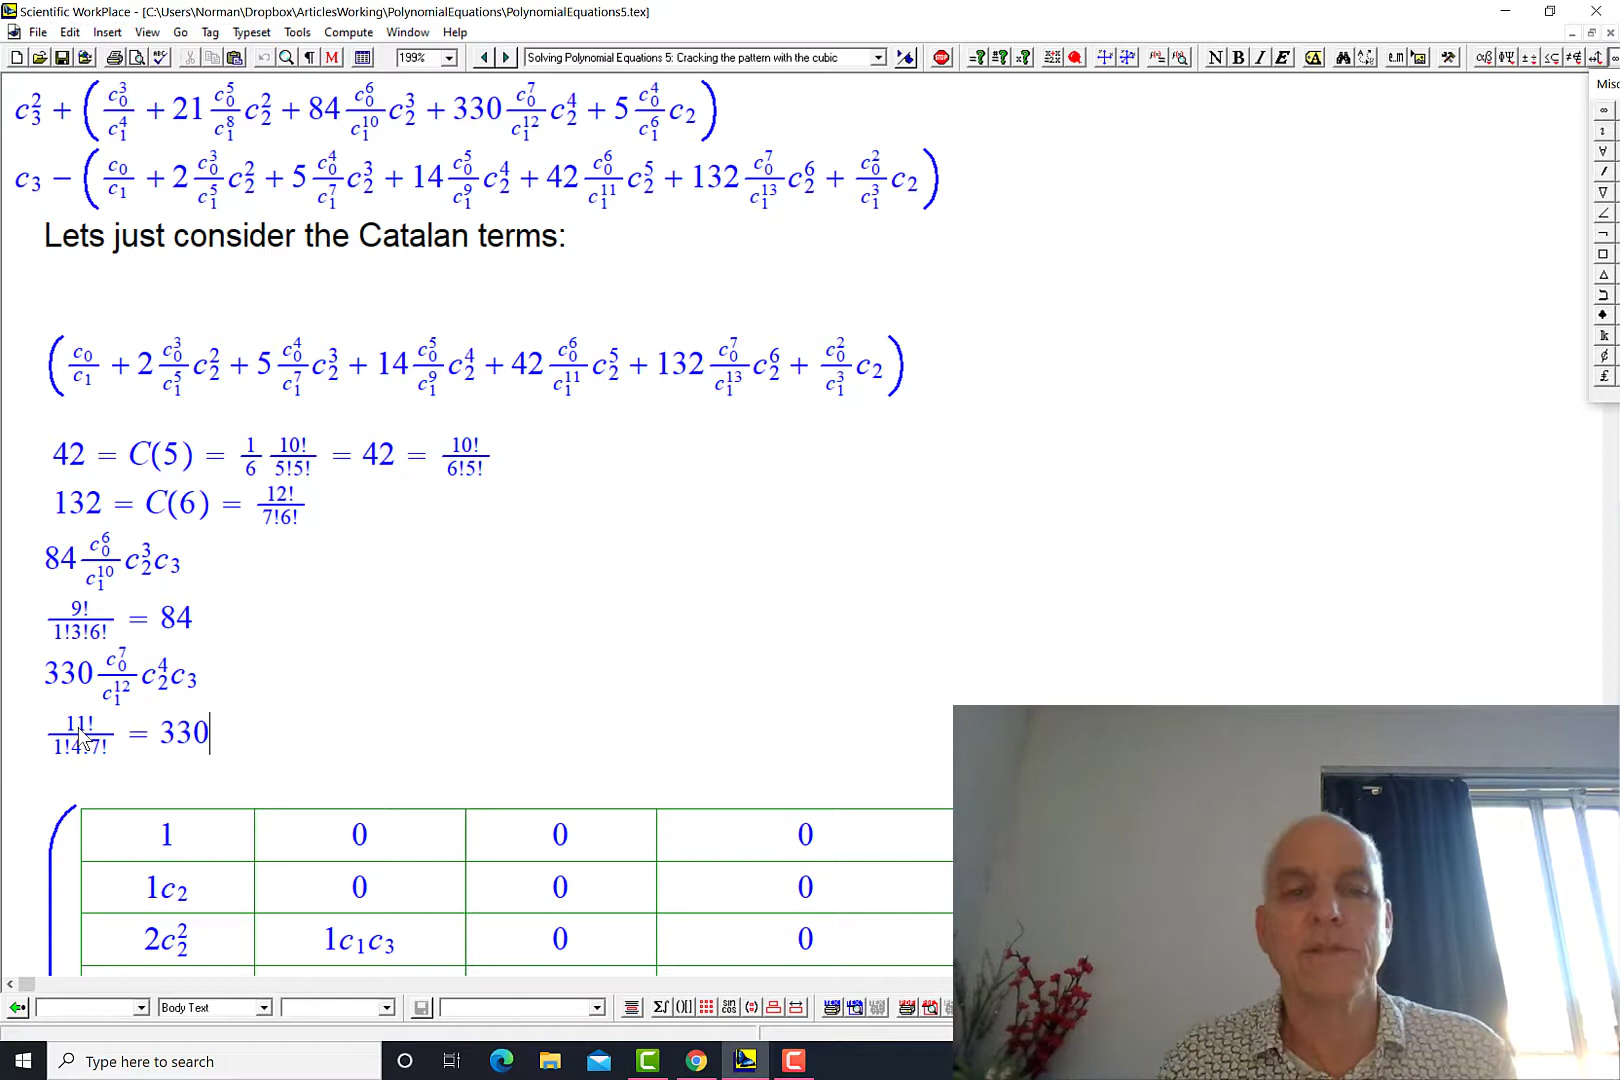 Scientific WorkPlace - [C:\Users\Norman\Dropbox\ArticlesWorking\PolynomialEquations\PolynomialEquations5.tex]
File Edit Insert View Go Tag Typeset Tools Compute Window Help
199% Solving Polynomial Equations 5: Cracking the pattern with the cubic N B I E
Misc
c_3^2 + ( c_0^3/c_1^4 + 21 c_0^5/c_1^8 c_2^2 + 84 c_0^6/c_1^10 c_2^3 + 330 c_0^7/c_1^12 c_2^4 + 5 c_0^4/c_1^6 c_2 )
c_3 − ( c_0/c_1 + 2 c_0^3/c_1^5 c_2^2 + 5 c_0^4/c_1^7 c_2^3 + 14 c_0^5/c_1^9 c_2^4 + 42 c_0^6/c_1^11 c_2^5 + 132 c_0^7/c_1^13 c_2^6 + c_0^2/c_1^3 c_2 )
Lets just consider the Catalan terms:
( c_0/c_1 + 2 c_0^3/c_1^5 c_2^2 + 5 c_0^4/c_1^7 c_2^3 + 14 c_0^5/c_1^9 c_2^4 + 42 c_0^6/c_1^11 c_2^5 + 132 c_0^7/c_1^13 c_2^6 + c_0^2/c_1^3 c_2 )
42 = C(5) = 1/6 10!/5!5! = 42 = 10!/6!5!
132 = C(6) = 12!/7!6!
84 c_0^6/c_1^10 c_2^3 c_3
9!/1!3!6! = 84
330 c_0^7/c_1^12 c_2^4 c_3
11!/1!4!7! = 330
1 0 0 0
1c_2 0 0 0
2c_2^2 1c_1c_3 0 0
Body Text
Type here to search